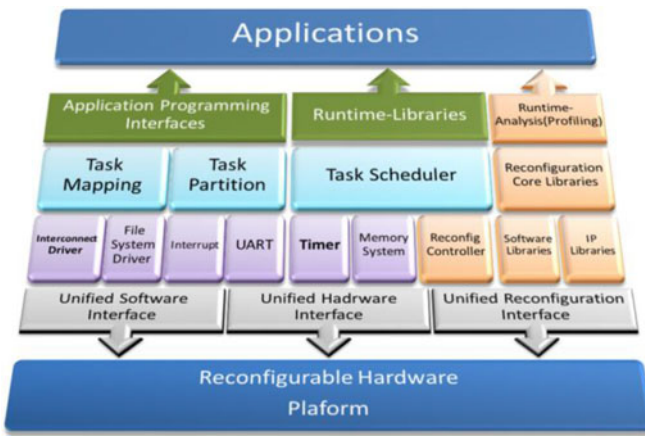 Applications
Application Programming
Interfaces
Runtime-Libraries
Runtime-
Analysis(Profiling)
Task
Mapping
Task
Partition
Task Scheduler
Reconfiguration
Core Libraries
Interconnect
Driver
File
System
Driver
Interrupt
UART
Timer
Memory
System
Reconfig
Controller
Software
Libraries
IP
Libraries
Unified Software
Interface
Unified Hadrware
Interface
Unified Reconfiguration
Interface
Reconfigurable Hardware
Plaform